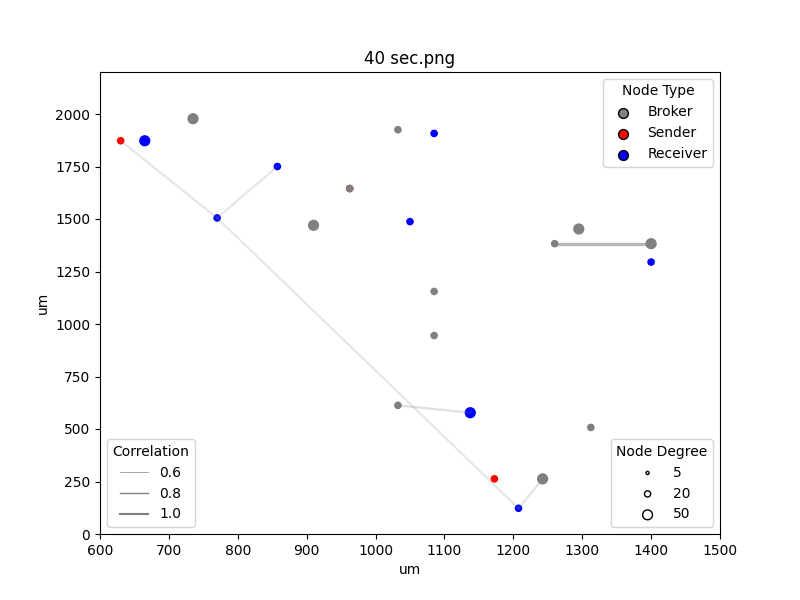 40 sec.png
Node Type
Broker
Sender
Receiver
2000
1750
1500
1250
1000
750
500
250
0
um
Correlation
0.6
0.8
1.0
Node Degree
5
20
50
600 700 800 900 1000 1100 1200 1300 1400 1500
um